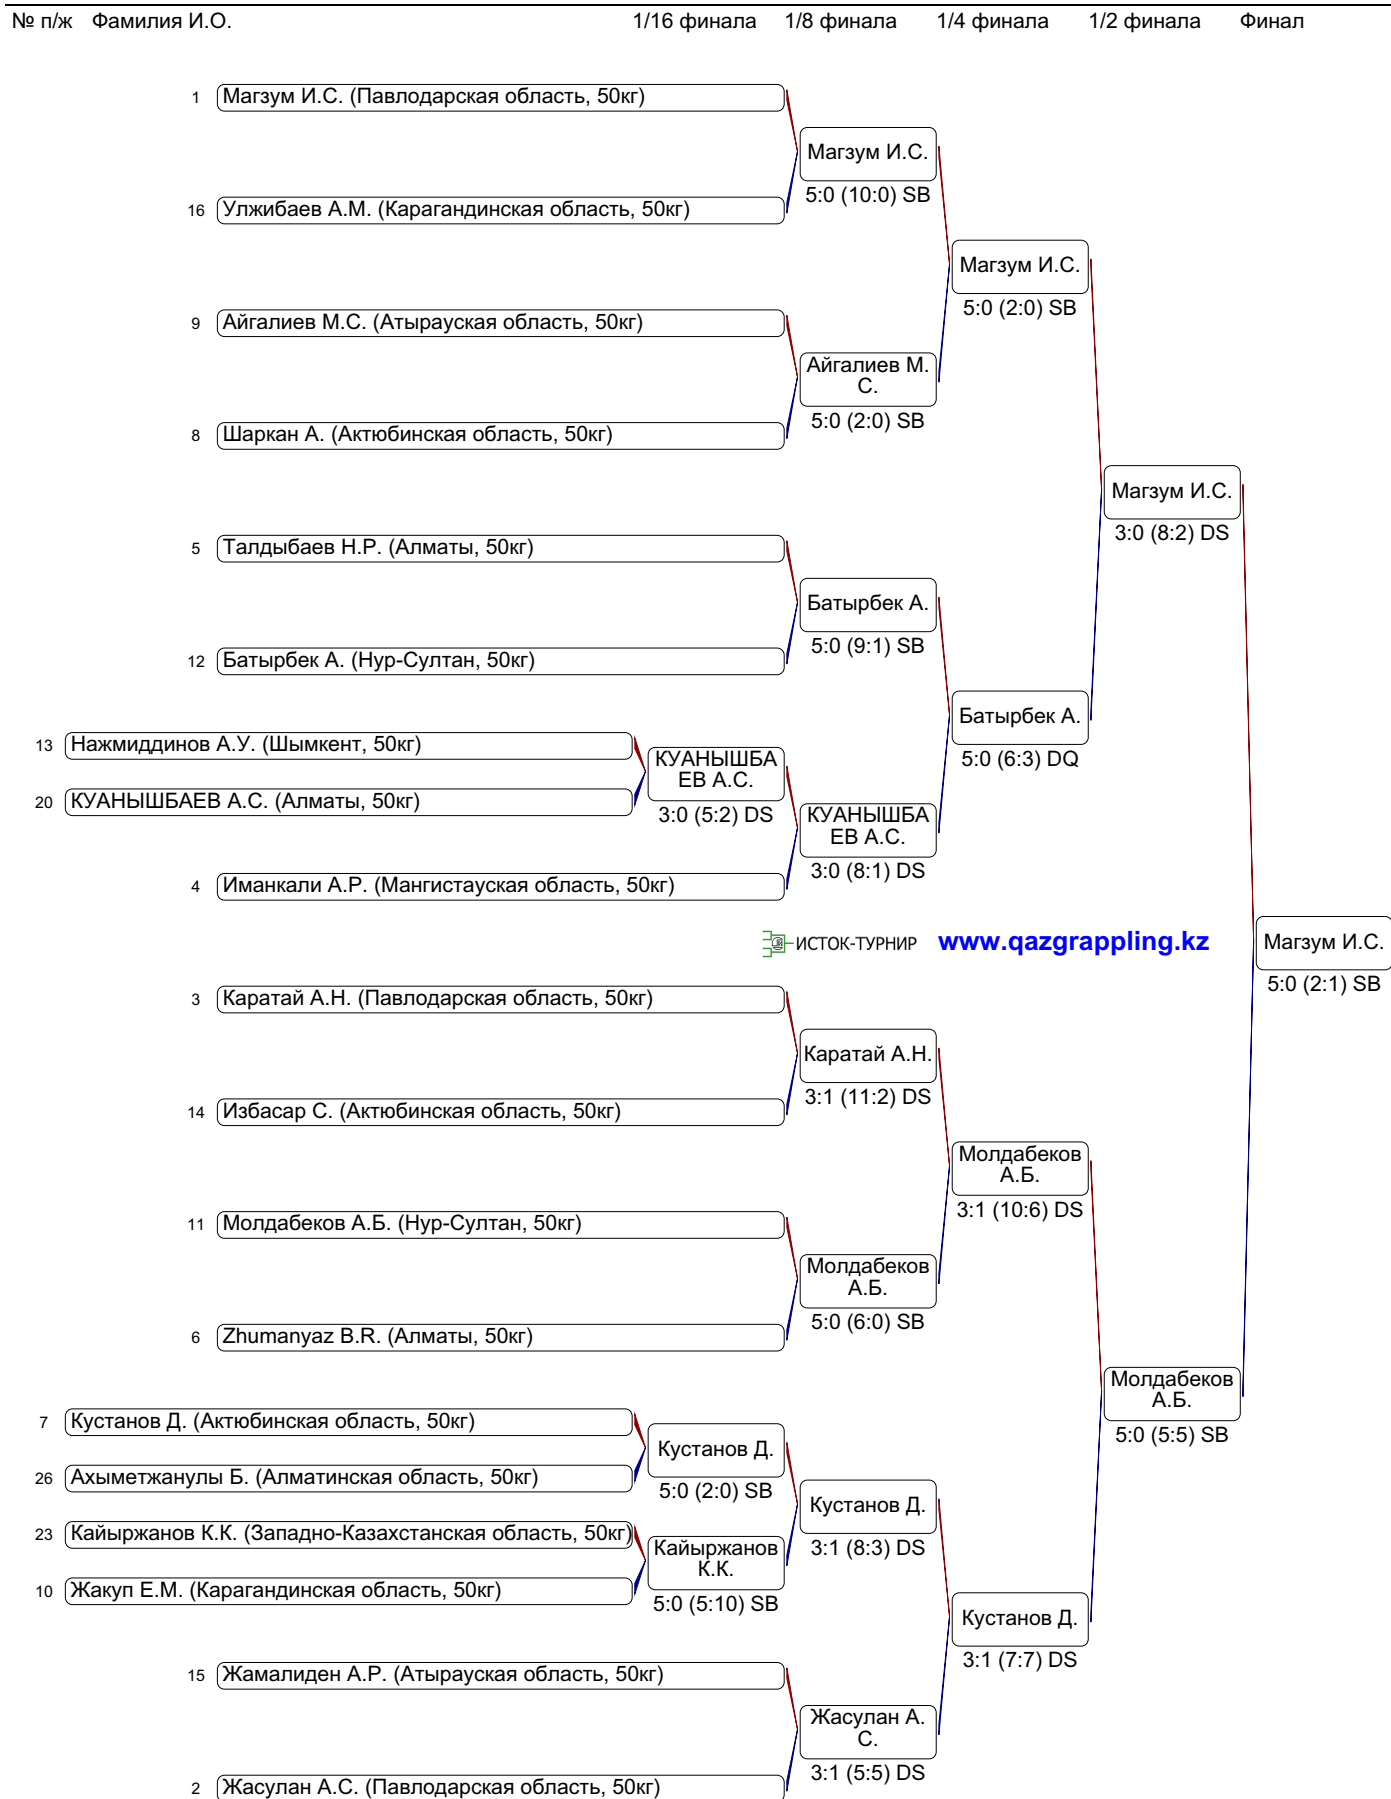 № п/ж Фамилия И.О. 1/16 финала 1/8 финала 1/4 финала 1/2 финала Финал
1 Магзум И.С. (Павлодарская область, 50кг)
Магзум И.С.
5:0 (10:0) SB
16 Улжибаев А.М. (Карагандинская область, 50кг)
Магзум И.С.
5:0 (2:0) SB
9 Айгалиев М.С. (Атырауская область, 50кг)
Айгалиев М.
С.
5:0 (2:0) SB
8 Шаркан А. (Актюбинская область, 50кг)
Магзум И.С.
3:0 (8:2) DS
5 Талдыбаев Н.Р. (Алматы, 50кг)
Батырбек А.
5:0 (9:1) SB
12 Батырбек А. (Нур-Султан, 50кг)
Батырбек А.
5:0 (6:3) DQ
13 Нажмиддинов А.У. (Шымкент, 50кг)
КУАНЫШБА
ЕВ А.С.
3:0 (5:2) DS
20 КУАНЫШБАЕВ А.С. (Алматы, 50кг)
КУАНЫШБА
ЕВ А.С.
3:0 (8:1) DS
4 Иманкали А.Р. (Мангистауская область, 50кг)
ИСТОК-ТУРНИР www.qazgrappling.kz
Магзум И.С.
5:0 (2:1) SB
3 Каратай А.Н. (Павлодарская область, 50кг)
Каратай А.Н.
3:1 (11:2) DS
14 Избасар С. (Актюбинская область, 50кг)
Молдабеков
А.Б.
3:1 (10:6) DS
11 Молдабеков А.Б. (Нур-Султан, 50кг)
Молдабеков
А.Б.
5:0 (6:0) SB
6 Zhumanyaz B.R. (Алматы, 50кг)
Молдабеков
А.Б.
5:0 (5:5) SB
7 Кустанов Д. (Актюбинская область, 50кг)
Кустанов Д.
5:0 (2:0) SB
26 Ахыметжанулы Б. (Алматинская область, 50кг)
Кустанов Д.
3:1 (8:3) DS
23 Кайыржанов К.К. (Западно-Казахстанская область, 50кг)
Кайыржанов
К.К.
5:0 (5:10) SB
10 Жакуп Е.М. (Карагандинская область, 50кг)
Кустанов Д.
3:1 (7:7) DS
15 Жамалиден А.Р. (Атырауская область, 50кг)
Жасулан А.
С.
3:1 (5:5) DS
2 Жасулан А.С. (Павлодарская область, 50кг)